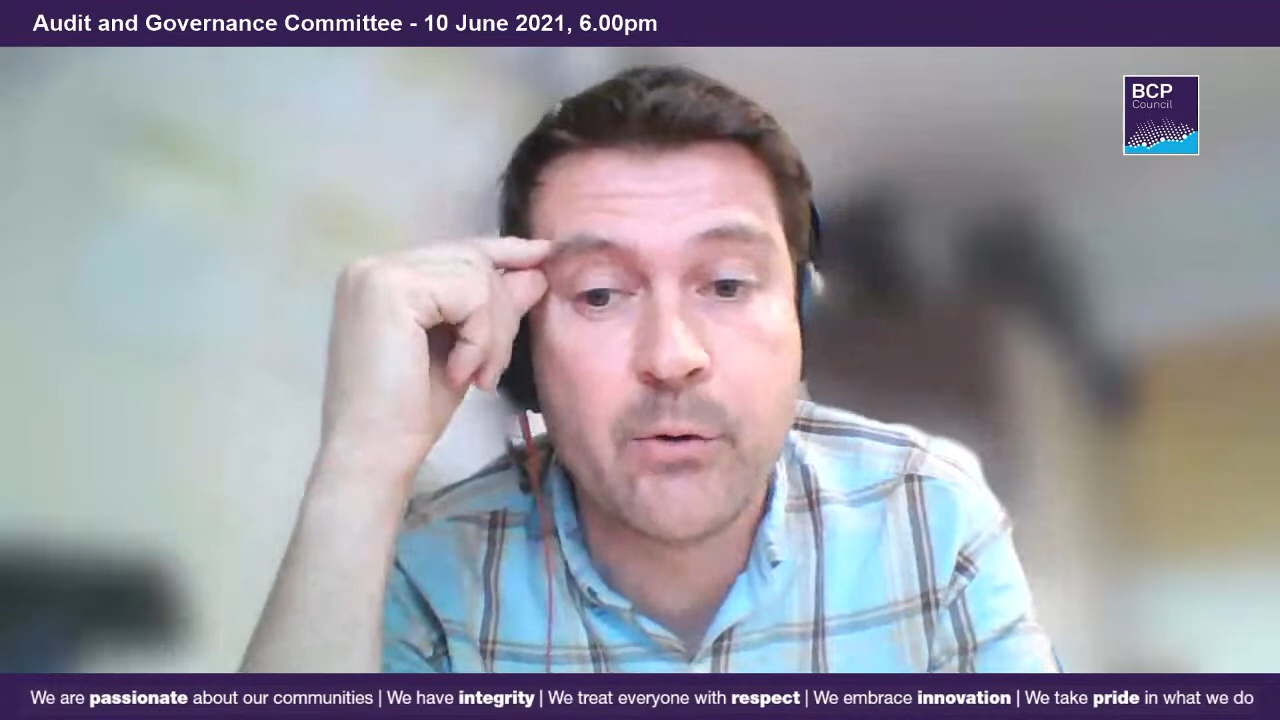 Audit and Governance Committee - 10 June 2021, 6.00pm
BCP
Council
We are passionate about our communities | We have integrity | We treat everyone with respect | We embrace innovation | We take pride in what we do